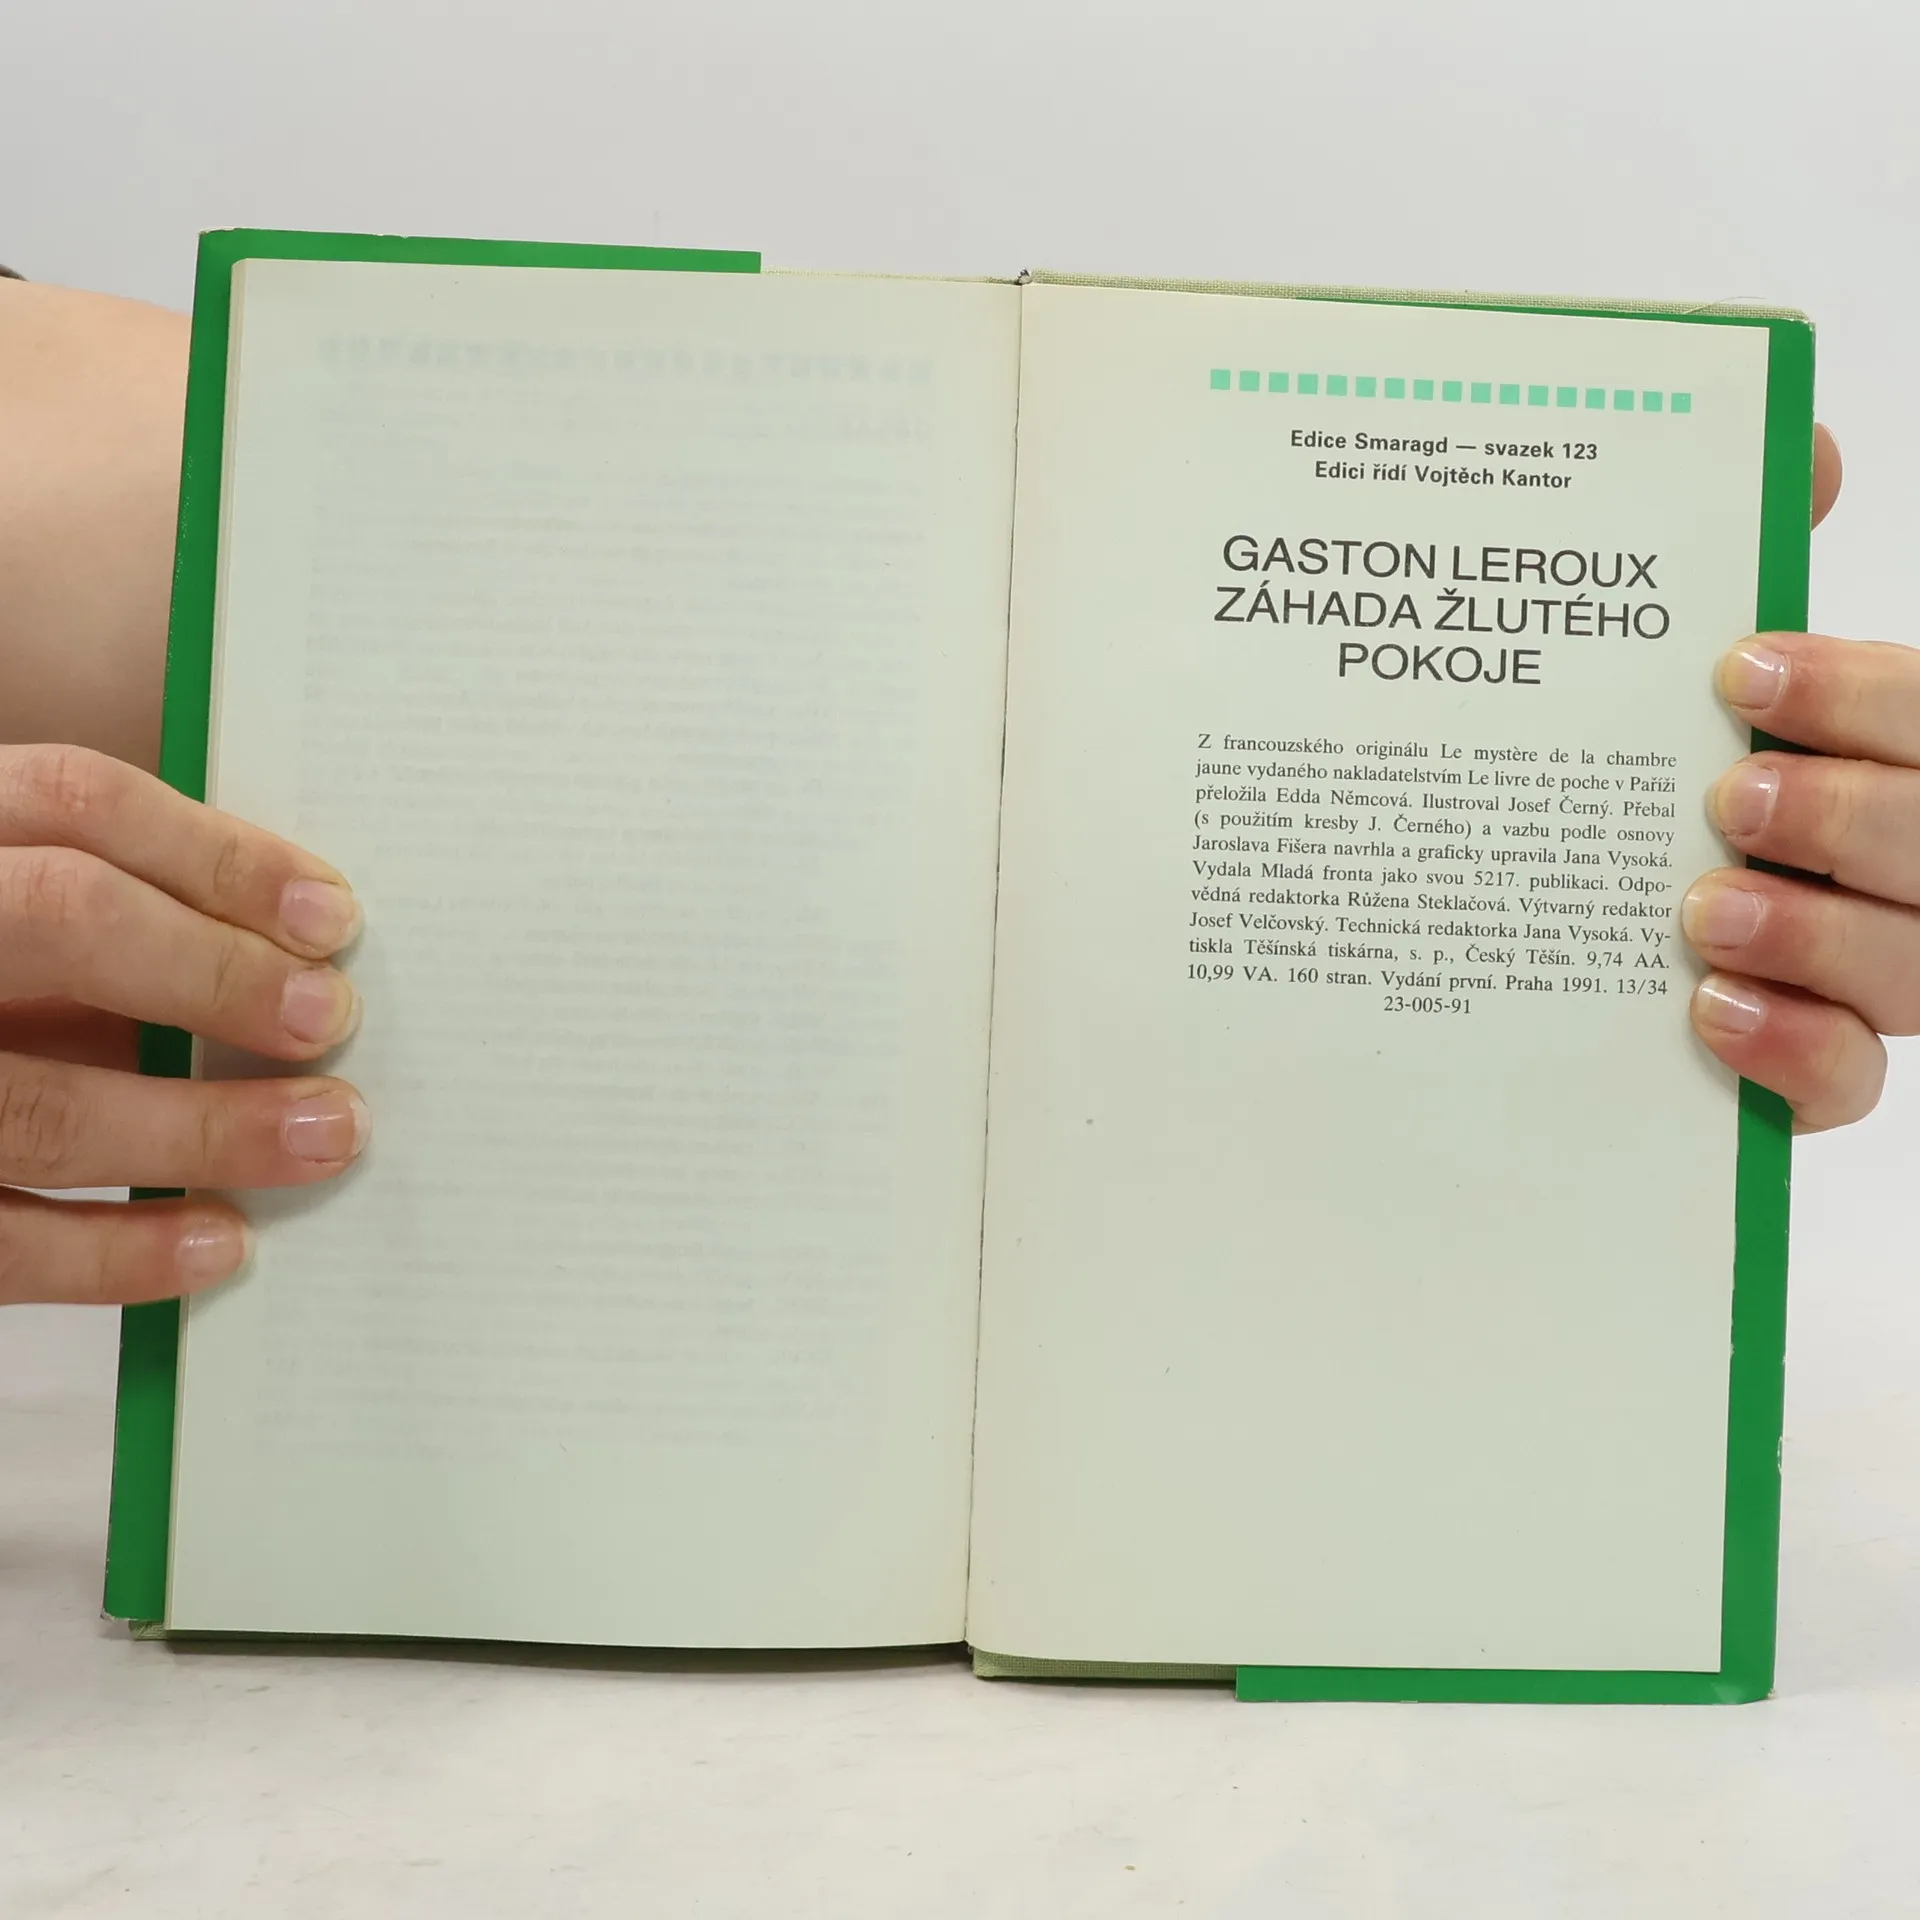 Edice Smaragd — svazek 123
Edici řídí Vojtěch Kantor
GASTON LEROUX
ZÁHADA ŽLUTÉHO
POKOJE
Z francouzského originálu Le mystère de la chambre
jaune vydaného nakladatelstvím Le livre de poche v Paříži
přeložila Edda Němcová. Ilustroval Josef Černý. Přebal
(s použitím kresby J. Černého) a vazbu podle osnovy
Jaroslava Fišera navrhla a graficky upravila Jana Vysoká.
Vydala Mladá fronta jako svou 5217. publikaci. Odpo-
vědná redaktorka Růžena Steklačová. Výtvarný redaktor
Josef Velčovský. Technická redaktorka Jana Vysoká. Vy-
tiskla Těšínská tiskárna, s. p., Český Těšín. 9,74 AA.
10,99 VA. 160 stran. Vydání první. Praha 1991. 13/34
23-005-91